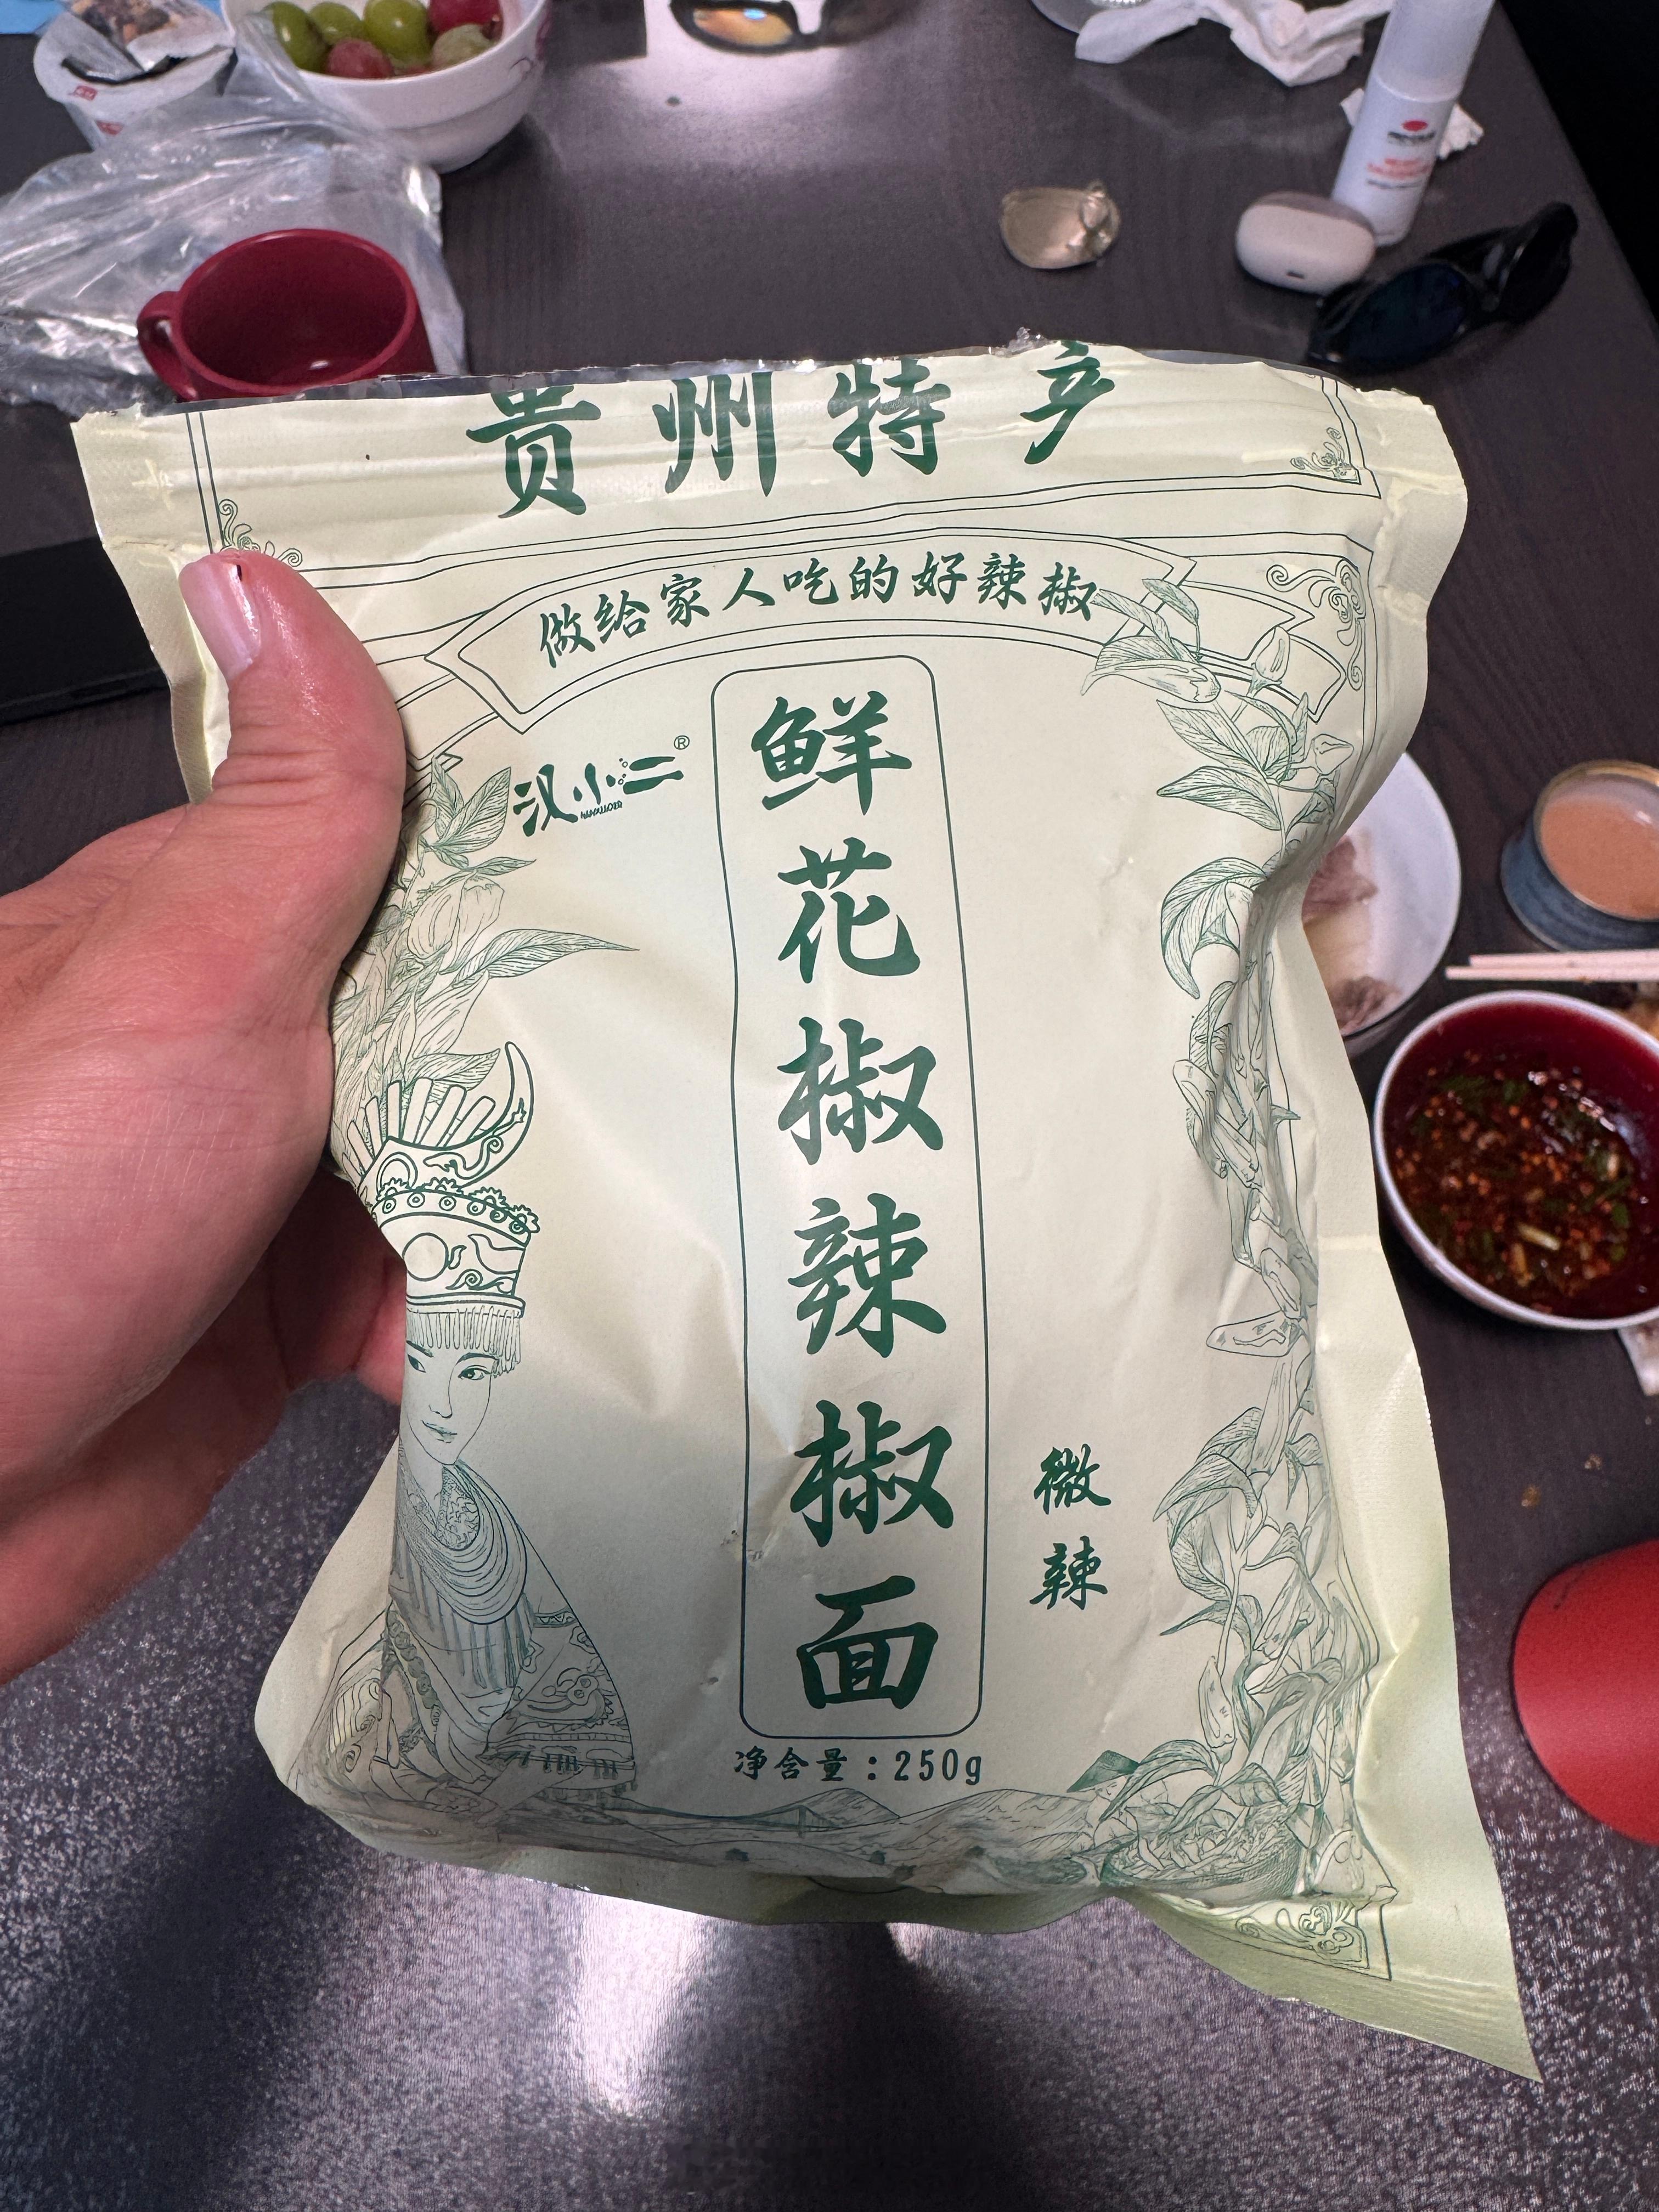 贵州特产
做给家人吃的好辣椒
汉小二®
鲜花椒辣椒面
微辣
净含量：250g